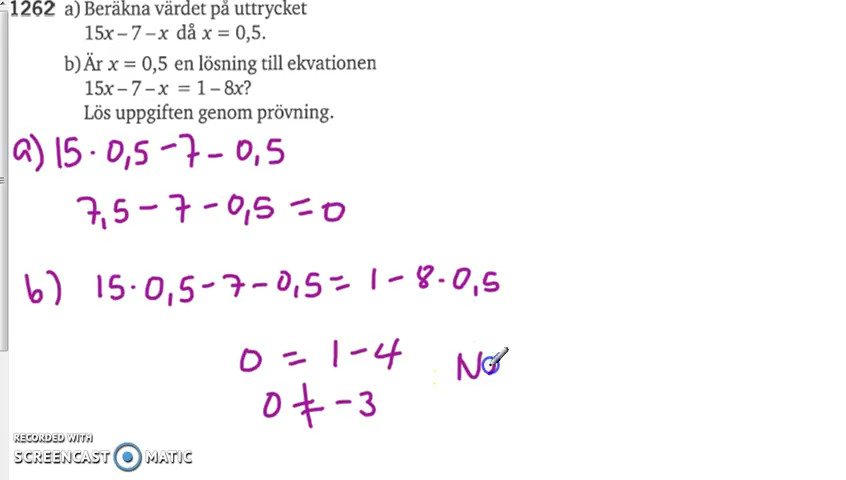 1262 a) Beräkna värdet på uttrycket
15x – 7 – x då x = 0,5.
b) Är x = 0,5 en lösning till ekvationen
15x – 7 – x = 1 – 8x?
Lös uppgiften genom prövning.
a) 15 · 0,5 – 7 – 0,5
7,5 – 7 – 0,5 = 0
b) 15 · 0,5 – 7 – 0,5 = 1 – 8 · 0,5
0 = 1 – 4
0 ≠ – 3
RECORDED WITH
SCREENCAST MATIC